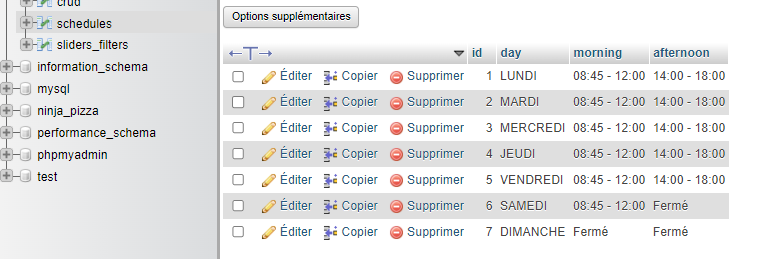 crud
schedules
sliders_filters
information_schema
mysql
ninja_pizza
performance_schema
phpmyadmin
test
Options supplémentaires
id day morning afternoon
Éditer Copier Supprimer 1 LUNDI 08:45 - 12:00 14:00 - 18:00
Éditer Copier Supprimer 2 MARDI 08:45 - 12:00 14:00 - 18:00
Éditer Copier Supprimer 3 MERCREDI 08:45 - 12:00 14:00 - 18:00
Éditer Copier Supprimer 4 JEUDI 08:45 - 12:00 14:00 - 18:00
Éditer Copier Supprimer 5 VENDREDI 08:45 - 12:00 14:00 - 18:00
Éditer Copier Supprimer 6 SAMEDI 08:45 - 12:00 Fermé
Éditer Copier Supprimer 7 DIMANCHE Fermé Fermé